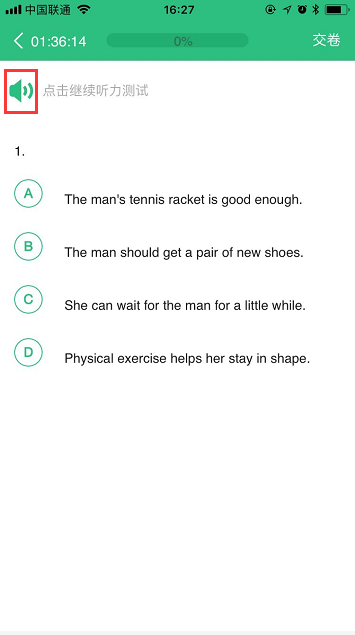 中国联通 16:27
01:36:14 0% 交卷
点击继续听力测试
1.
A The man's tennis racket is good enough.
B The man should get a pair of new shoes.
C She can wait for the man for a little while.
D Physical exercise helps her stay in shape.